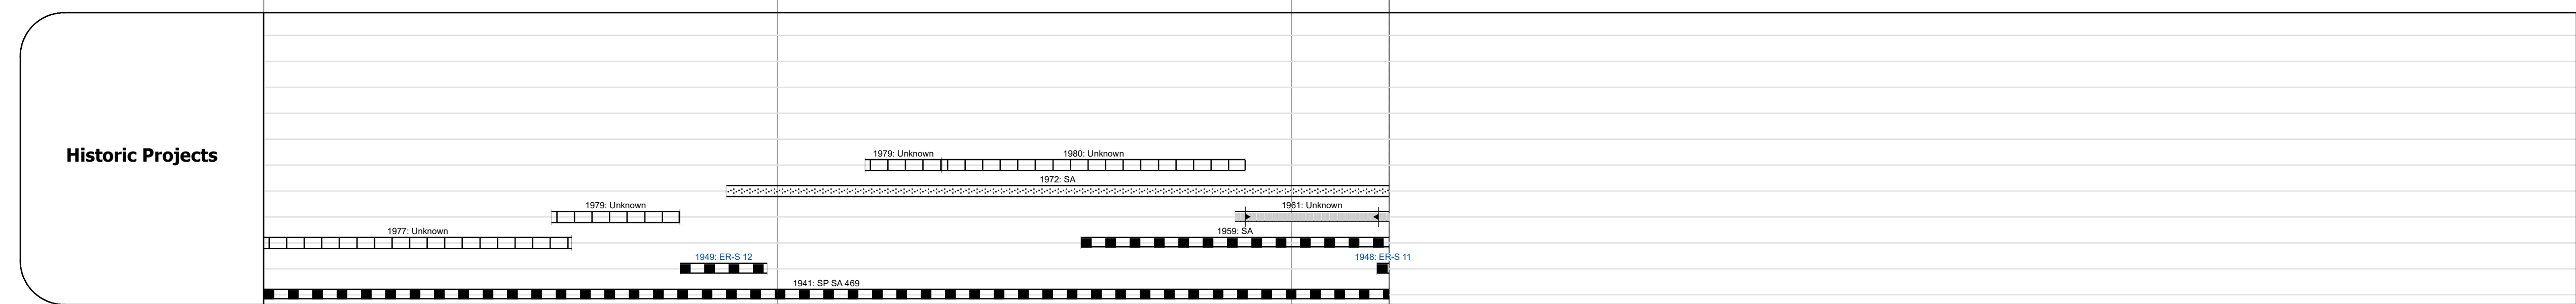 Historic Projects
1979: Unknown
1980: Unknown
1972: SA
1979: Unknown
1961: Unknown
1977: Unknown
1959: SA
1949: ER-S 12
1948: ER-S 11
1941: SP SA 469